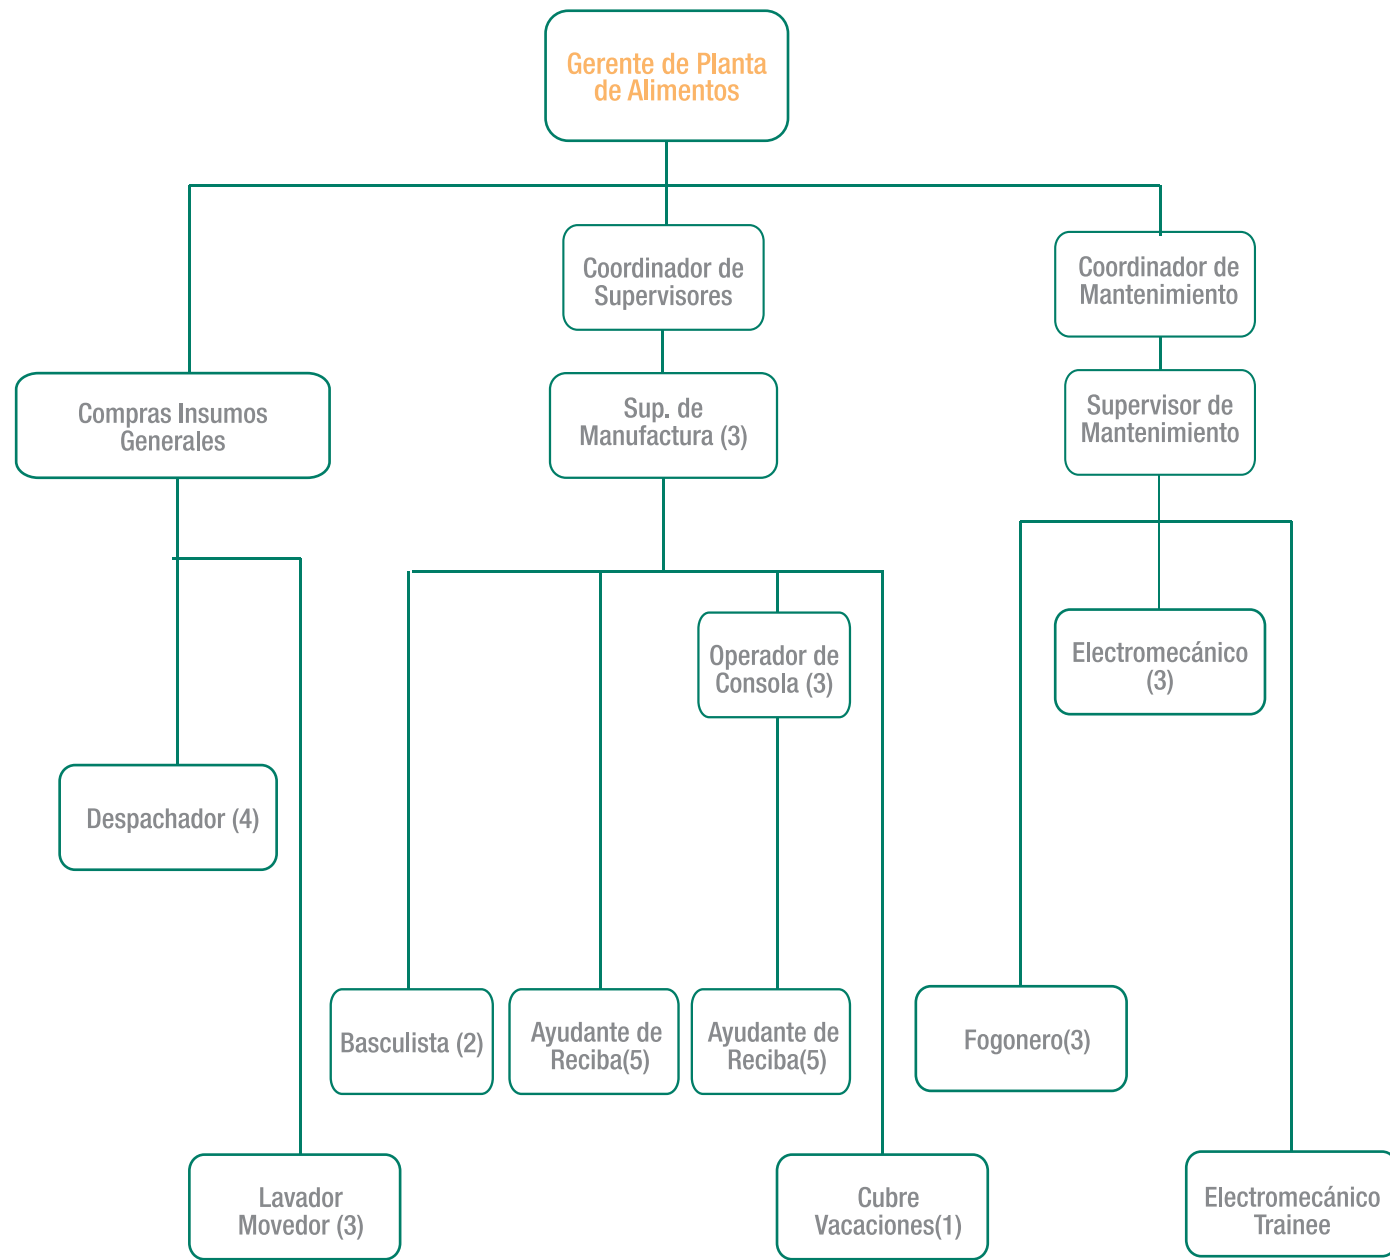 Gerente de Planta
de Alimentos
Coordinador de
Supervisores
Coordinador de
Mantenimiento
Compras Insumos
Generales
Sup. de
Manufactura (3)
Supervisor de
Mantenimiento
Operador de
Consola (3)
Electromecánico
(3)
Despachador (4)
Basculista (2)
Ayudante de
Reciba(5)
Ayudante de
Reciba(5)
Fogonero(3)
Lavador
Movedor (3)
Cubre
Vacaciones(1)
Electromecánico
Trainee